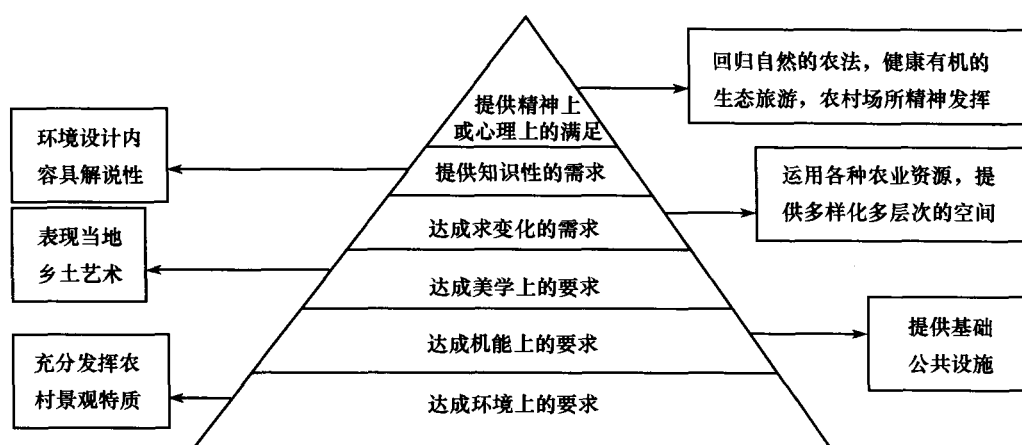 提供精神上
或心理上的满足
提供知识性的需求
达成求变化的需求
达成美学上的要求
达成机能上的要求
达成环境上的要求
环境设计内
容具解说性
表现当地
乡土艺术
充分发挥农
村景观特质
回归自然的农法，健康有机的
生态旅游，农村场所精神发挥
运用各种农业资源，提
供多样化多层次的空间
提供基础
公共设施